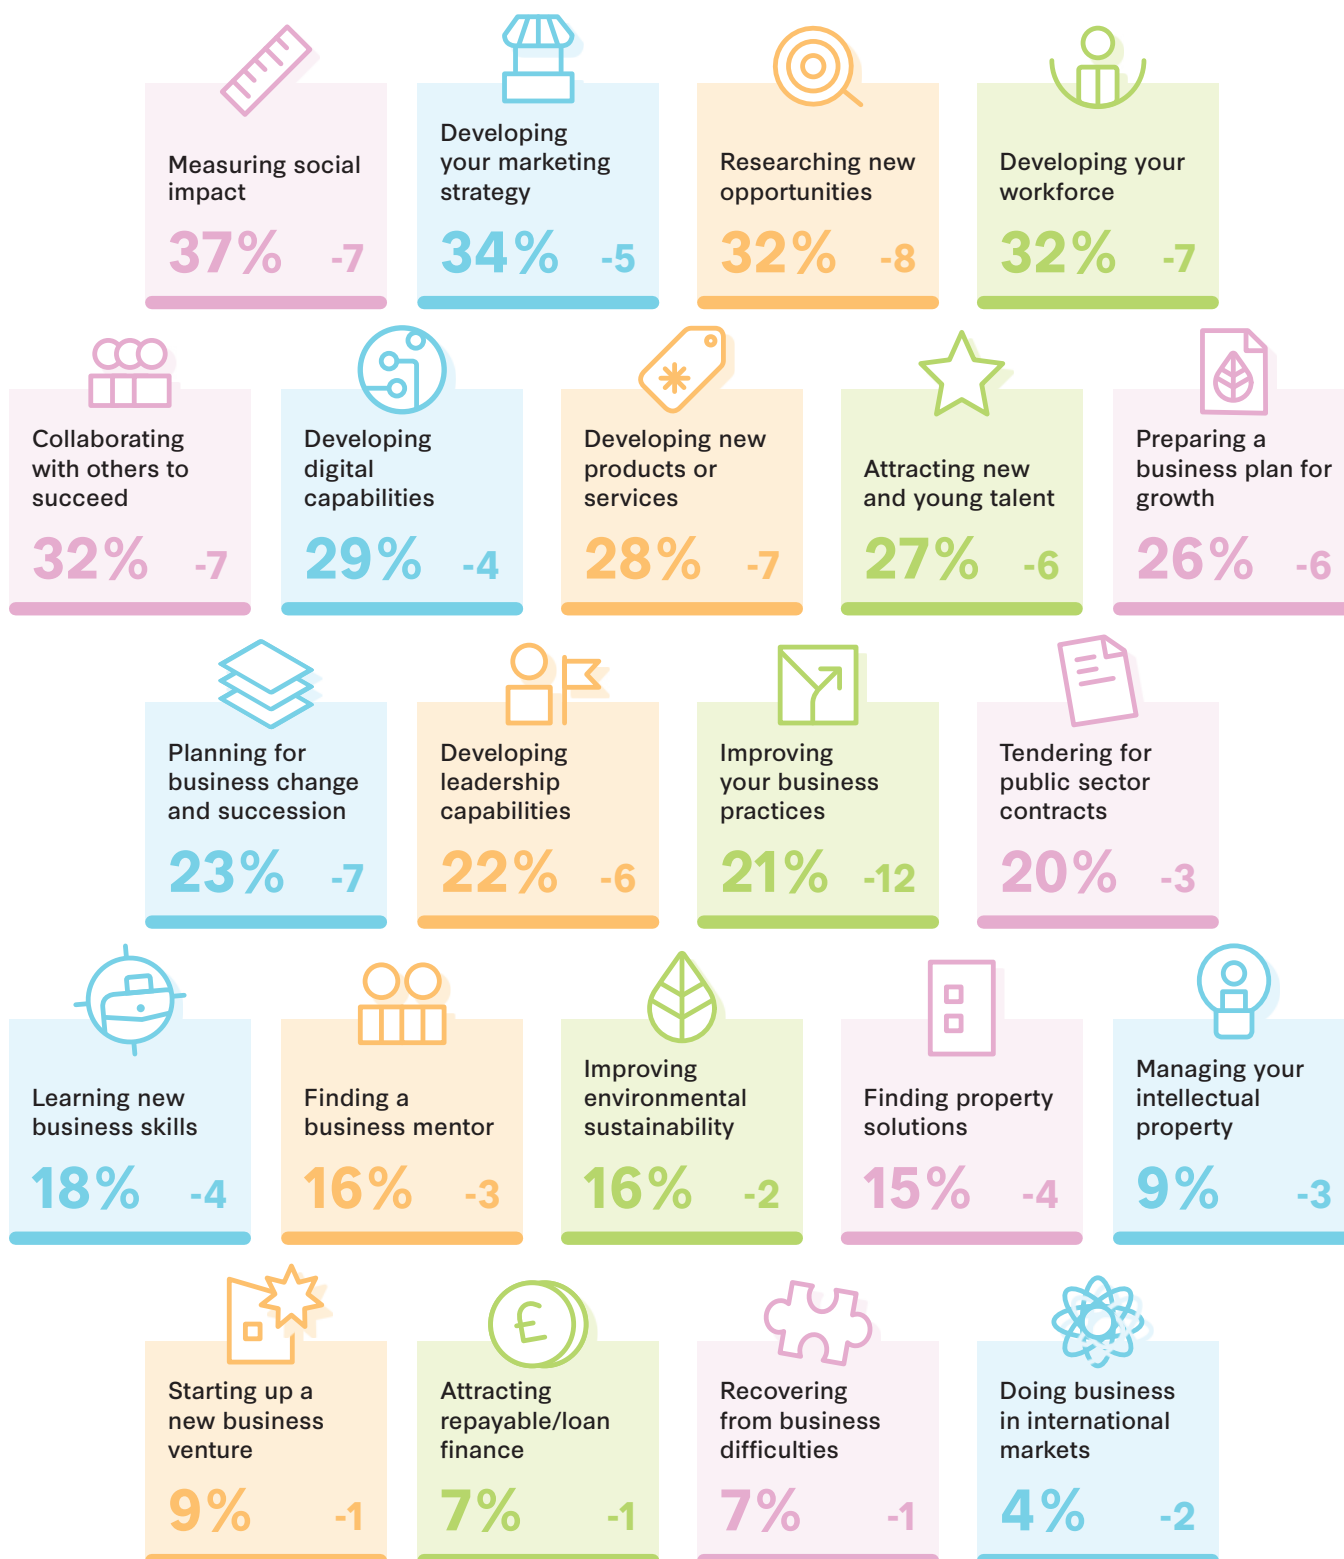 Measuring social
impact
37% -7
Developing
your marketing
strategy
34% -5
Researching new
opportunities
32% -8
Developing your
workforce
32% -7
Collaborating
with others to
succeed
32% -7
Developing
digital
capabilities
29% -4
Developing new
products or
services
28% -7
Attracting new
and young talent
27% -6
Preparing a
business plan for
growth
26% -6
Planning for
business change
and succession
23% -7
Developing
leadership
capabilities
22% -6
Improving
your business
practices
21% -12
Tendering for
public sector
contracts
20% -3
Learning new
business skills
18% -4
Finding a
business mentor
16% -3
Improving
environmental
sustainability
16% -2
Finding property
solutions
15% -4
Managing your
intellectual
property
9% -3
Starting up a
new business
venture
9% -1
£
Attracting
repayable/loan
finance
7% -1
Recovering
from business
difficulties
7% -1
Doing business
in international
markets
4% -2